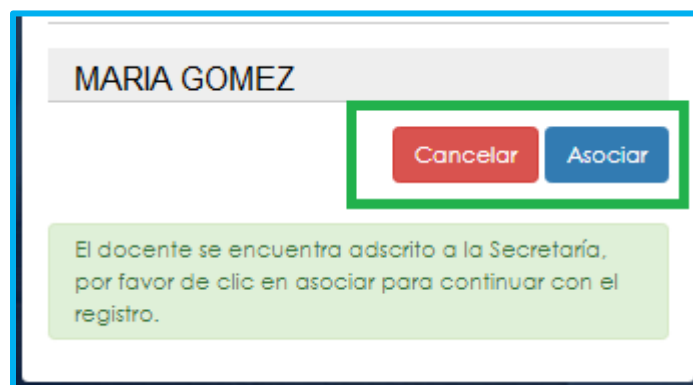 MARIA GOMEZ
Cancelar Asociar
El docente se encuentra adscrito a la Secretaría,
por favor de clic en asociar para continuar con el
registro.